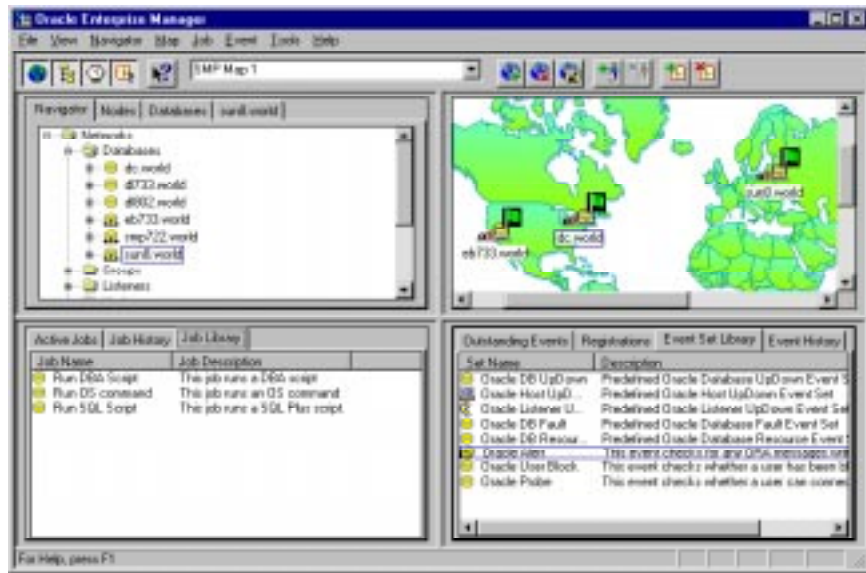 Oracle Enterprise Manager
File View Navigator Map Job Event Tools Help
SMP Map 1
Navigator Nodes Databases sun8.world
Networks
Databases
dc.world
dl733.world
dl802.world
eb733.world
smp722.world
sun8.world
Groups
Listeners
eb733.world
dc.world
sun8.world
Active Jobs Job History Job Library
Job Name Job Description
Run DBA Script This job runs a DBA script
Run OS command This job runs an OS command
Run SQL Script This job runs a SQL Plus script.
Outstanding Events Registrations Event Set Library Event History
Set Name Description
Oracle DB UpDown Predefined Oracle Database UpDown Event S
Oracle Host UpD... Predefined Oracle Host UpDown Event Set
Oracle Listener U... Predefined Oracle Listener UpDown Event Set
Oracle DB Fault Predefined Oracle Database Fault Event Set
Oracle DB Resour... Predefined Oracle Database Resource Event
Oracle Alert This event checks for any ORA messages
Oracle User Block. This event checks whether a user has been bl
Oracle Probe This event checks whether a user can connec
For Help, press F1